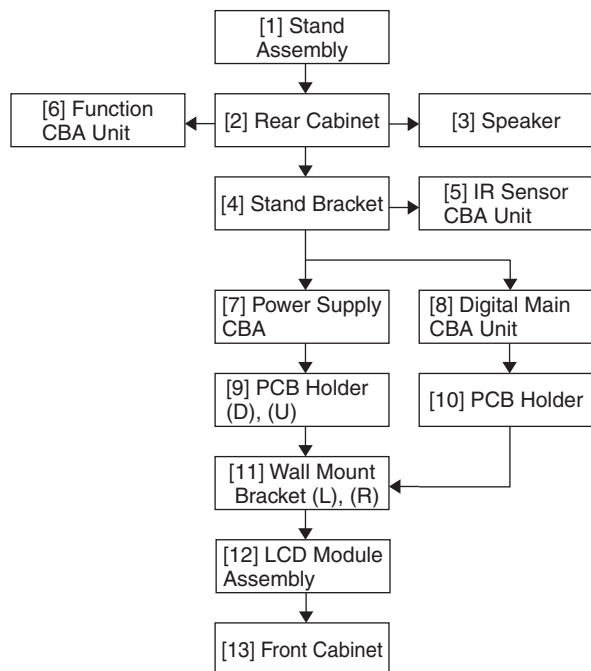 [1] Stand
Assembly
[6] Function
CBA Unit
[2] Rear Cabinet
[3] Speaker
[4] Stand Bracket
[5] IR Sensor
CBA Unit
[7] Power Supply
CBA
[8] Digital Main
CBA Unit
[9] PCB Holder
(D), (U)
[10] PCB Holder
[11] Wall Mount
Bracket (L), (R)
[12] LCD Module
Assembly
[13] Front Cabinet